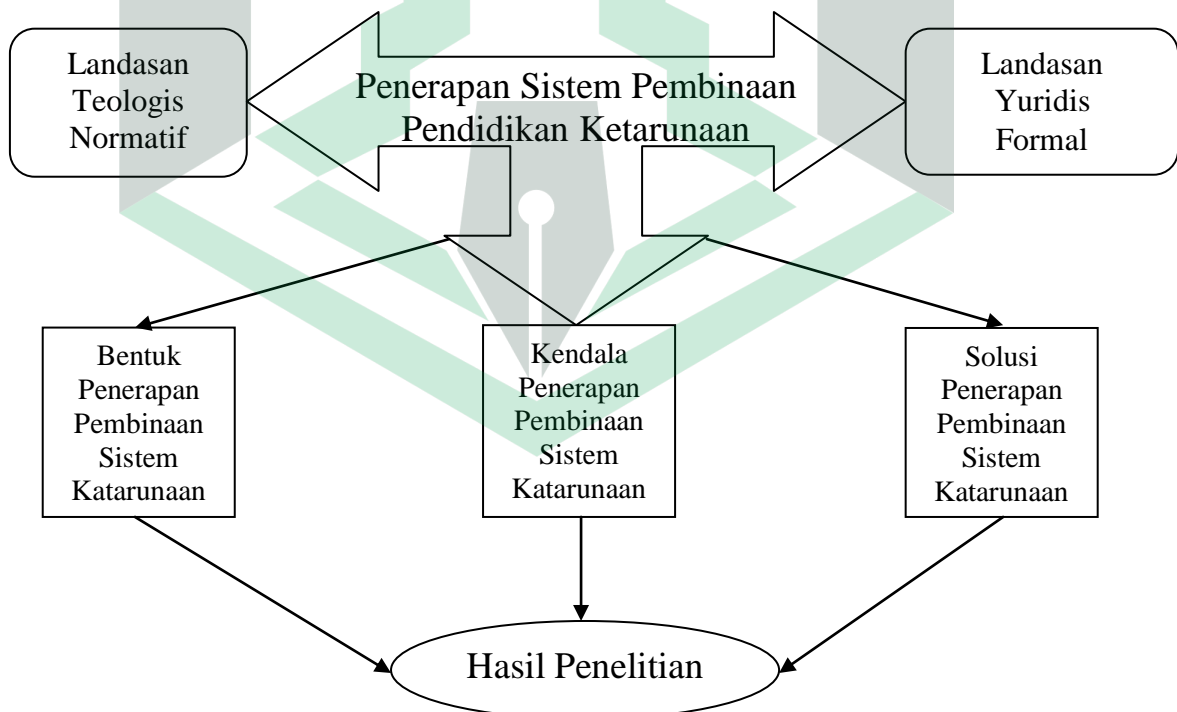 Landasan
Teologis
Normatif
Penerapan Sistem Pembinaan
Pendidikan Ketarunaan
Landasan
Yuridis
Formal
Bentuk
Penerapan
Pembinaan
Sistem
Katarunaan
Kendala
Penerapan
Pembinaan
Sistem
Katarunaan
Solusi
Penerapan
Pembinaan
Sistem
Katarunaan
Hasil Penelitian